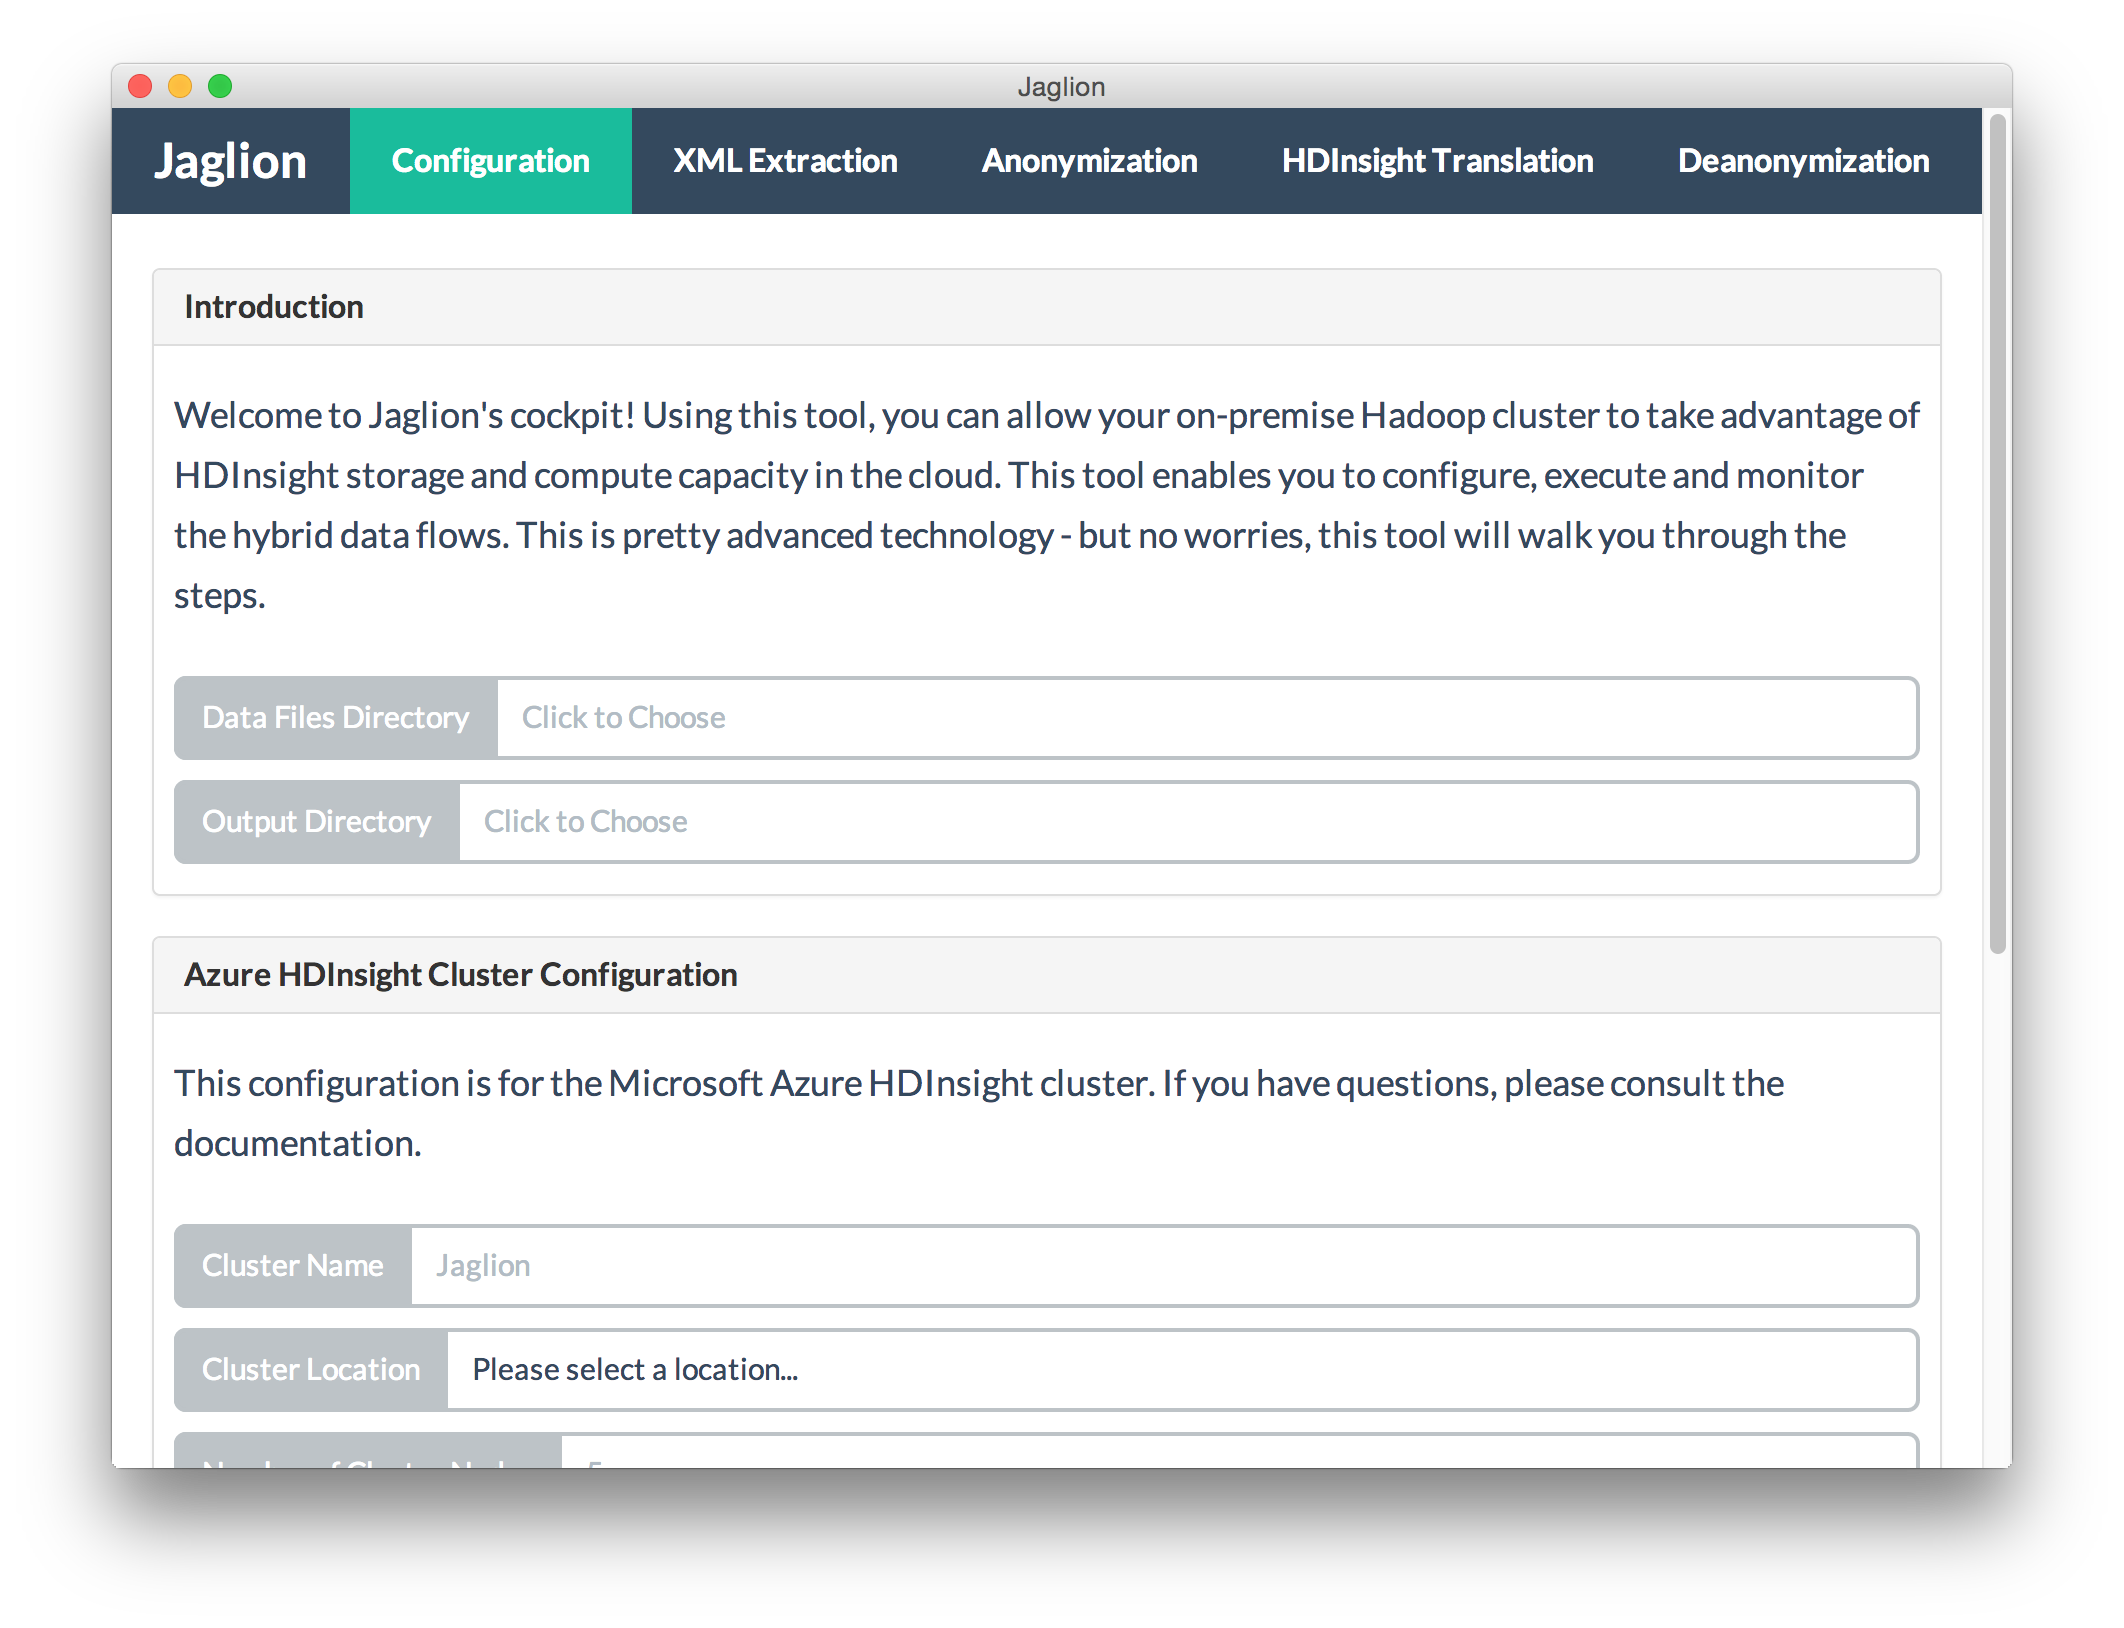 Jaglion
Jaglion Configuration XML Extraction Anonymization HDInsight Translation Deanonymization
Introduction
Welcome to Jaglion's cockpit! Using this tool, you can allow your on-premise Hadoop cluster to take advantage of
HDInsight storage and compute capacity in the cloud. This tool enables you to configure, execute and monitor
the hybrid data flows. This is pretty advanced technology - but no worries, this tool will walk you through the
steps.
Data Files Directory Click to Choose
Output Directory Click to Choose
Azure HDInsight Cluster Configuration
This configuration is for the Microsoft Azure HDInsight cluster. If you have questions, please consult the
documentation.
Cluster Name Jaglion
Cluster Location Please select a location...